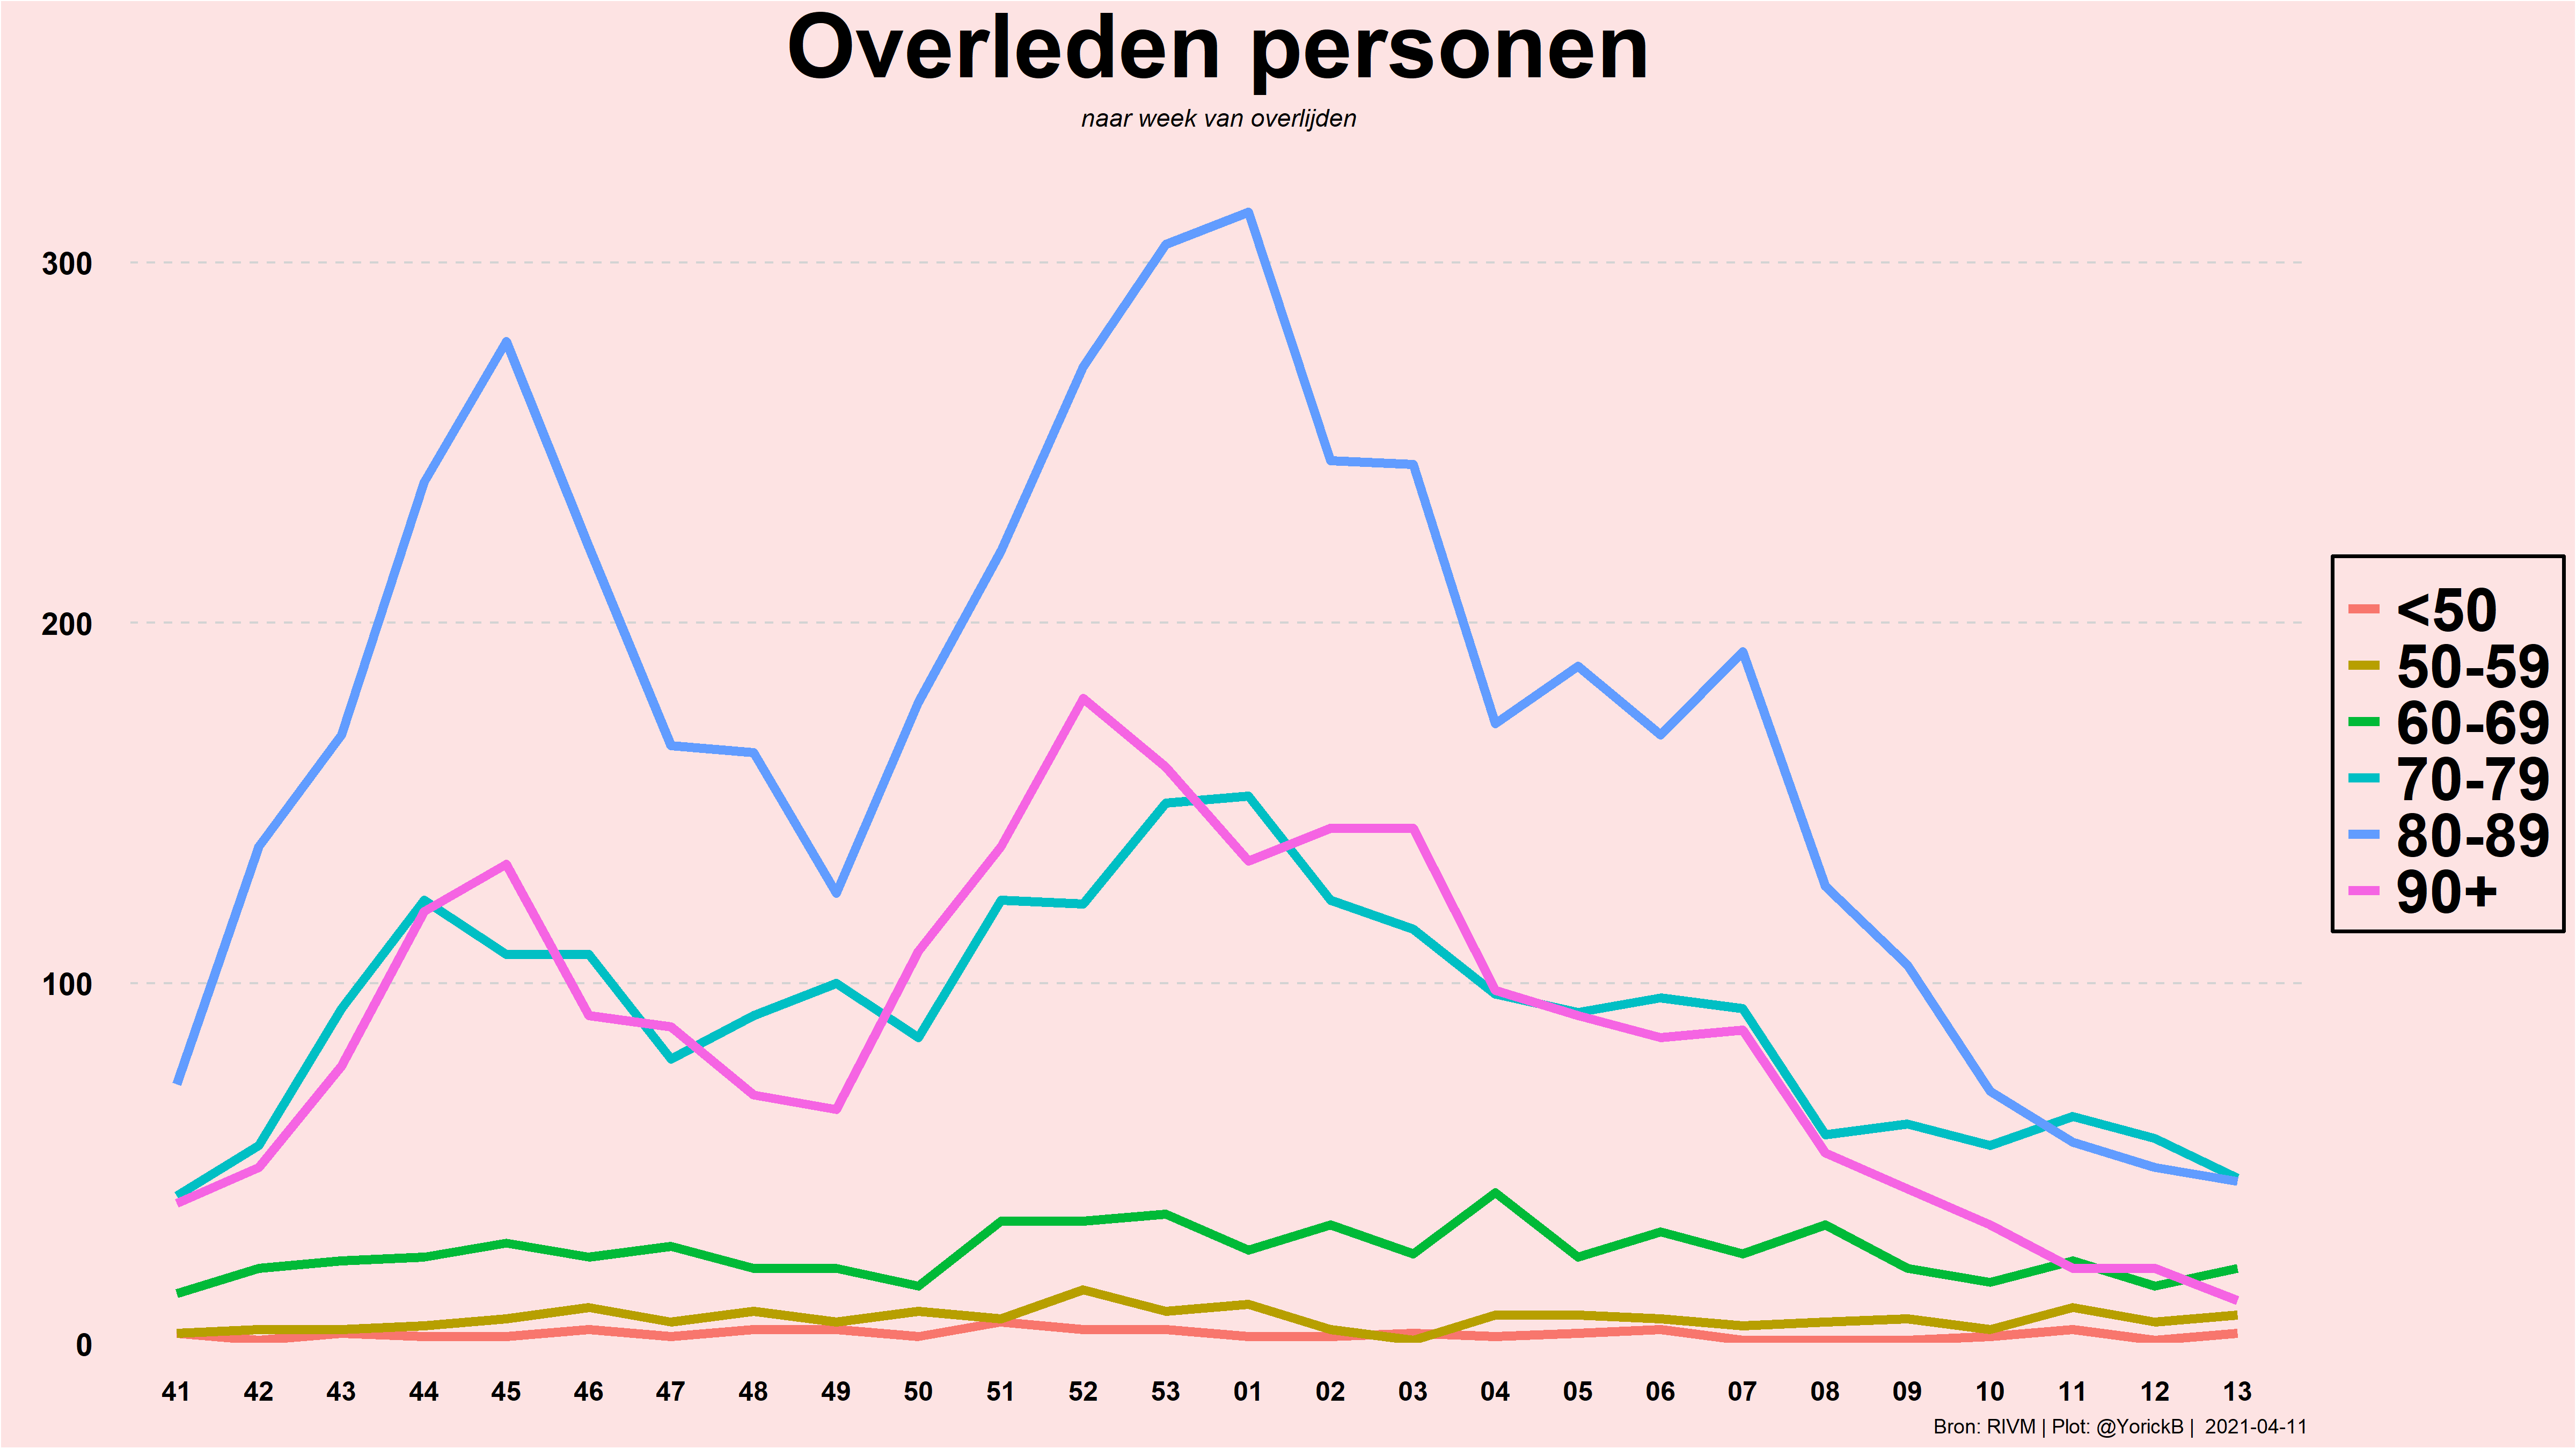 Overleden personen
naar week van overlijden
300
200
100
0
41 42 43 44 45 46 47 48 49 50 51 52 53 01 02 03 04 05 06 07 08 09 10 11 12 13
<50
50-59
60-69
70-79
80-89
90+
Bron: RIVM | Plot: @YorickB | 2021-04-11